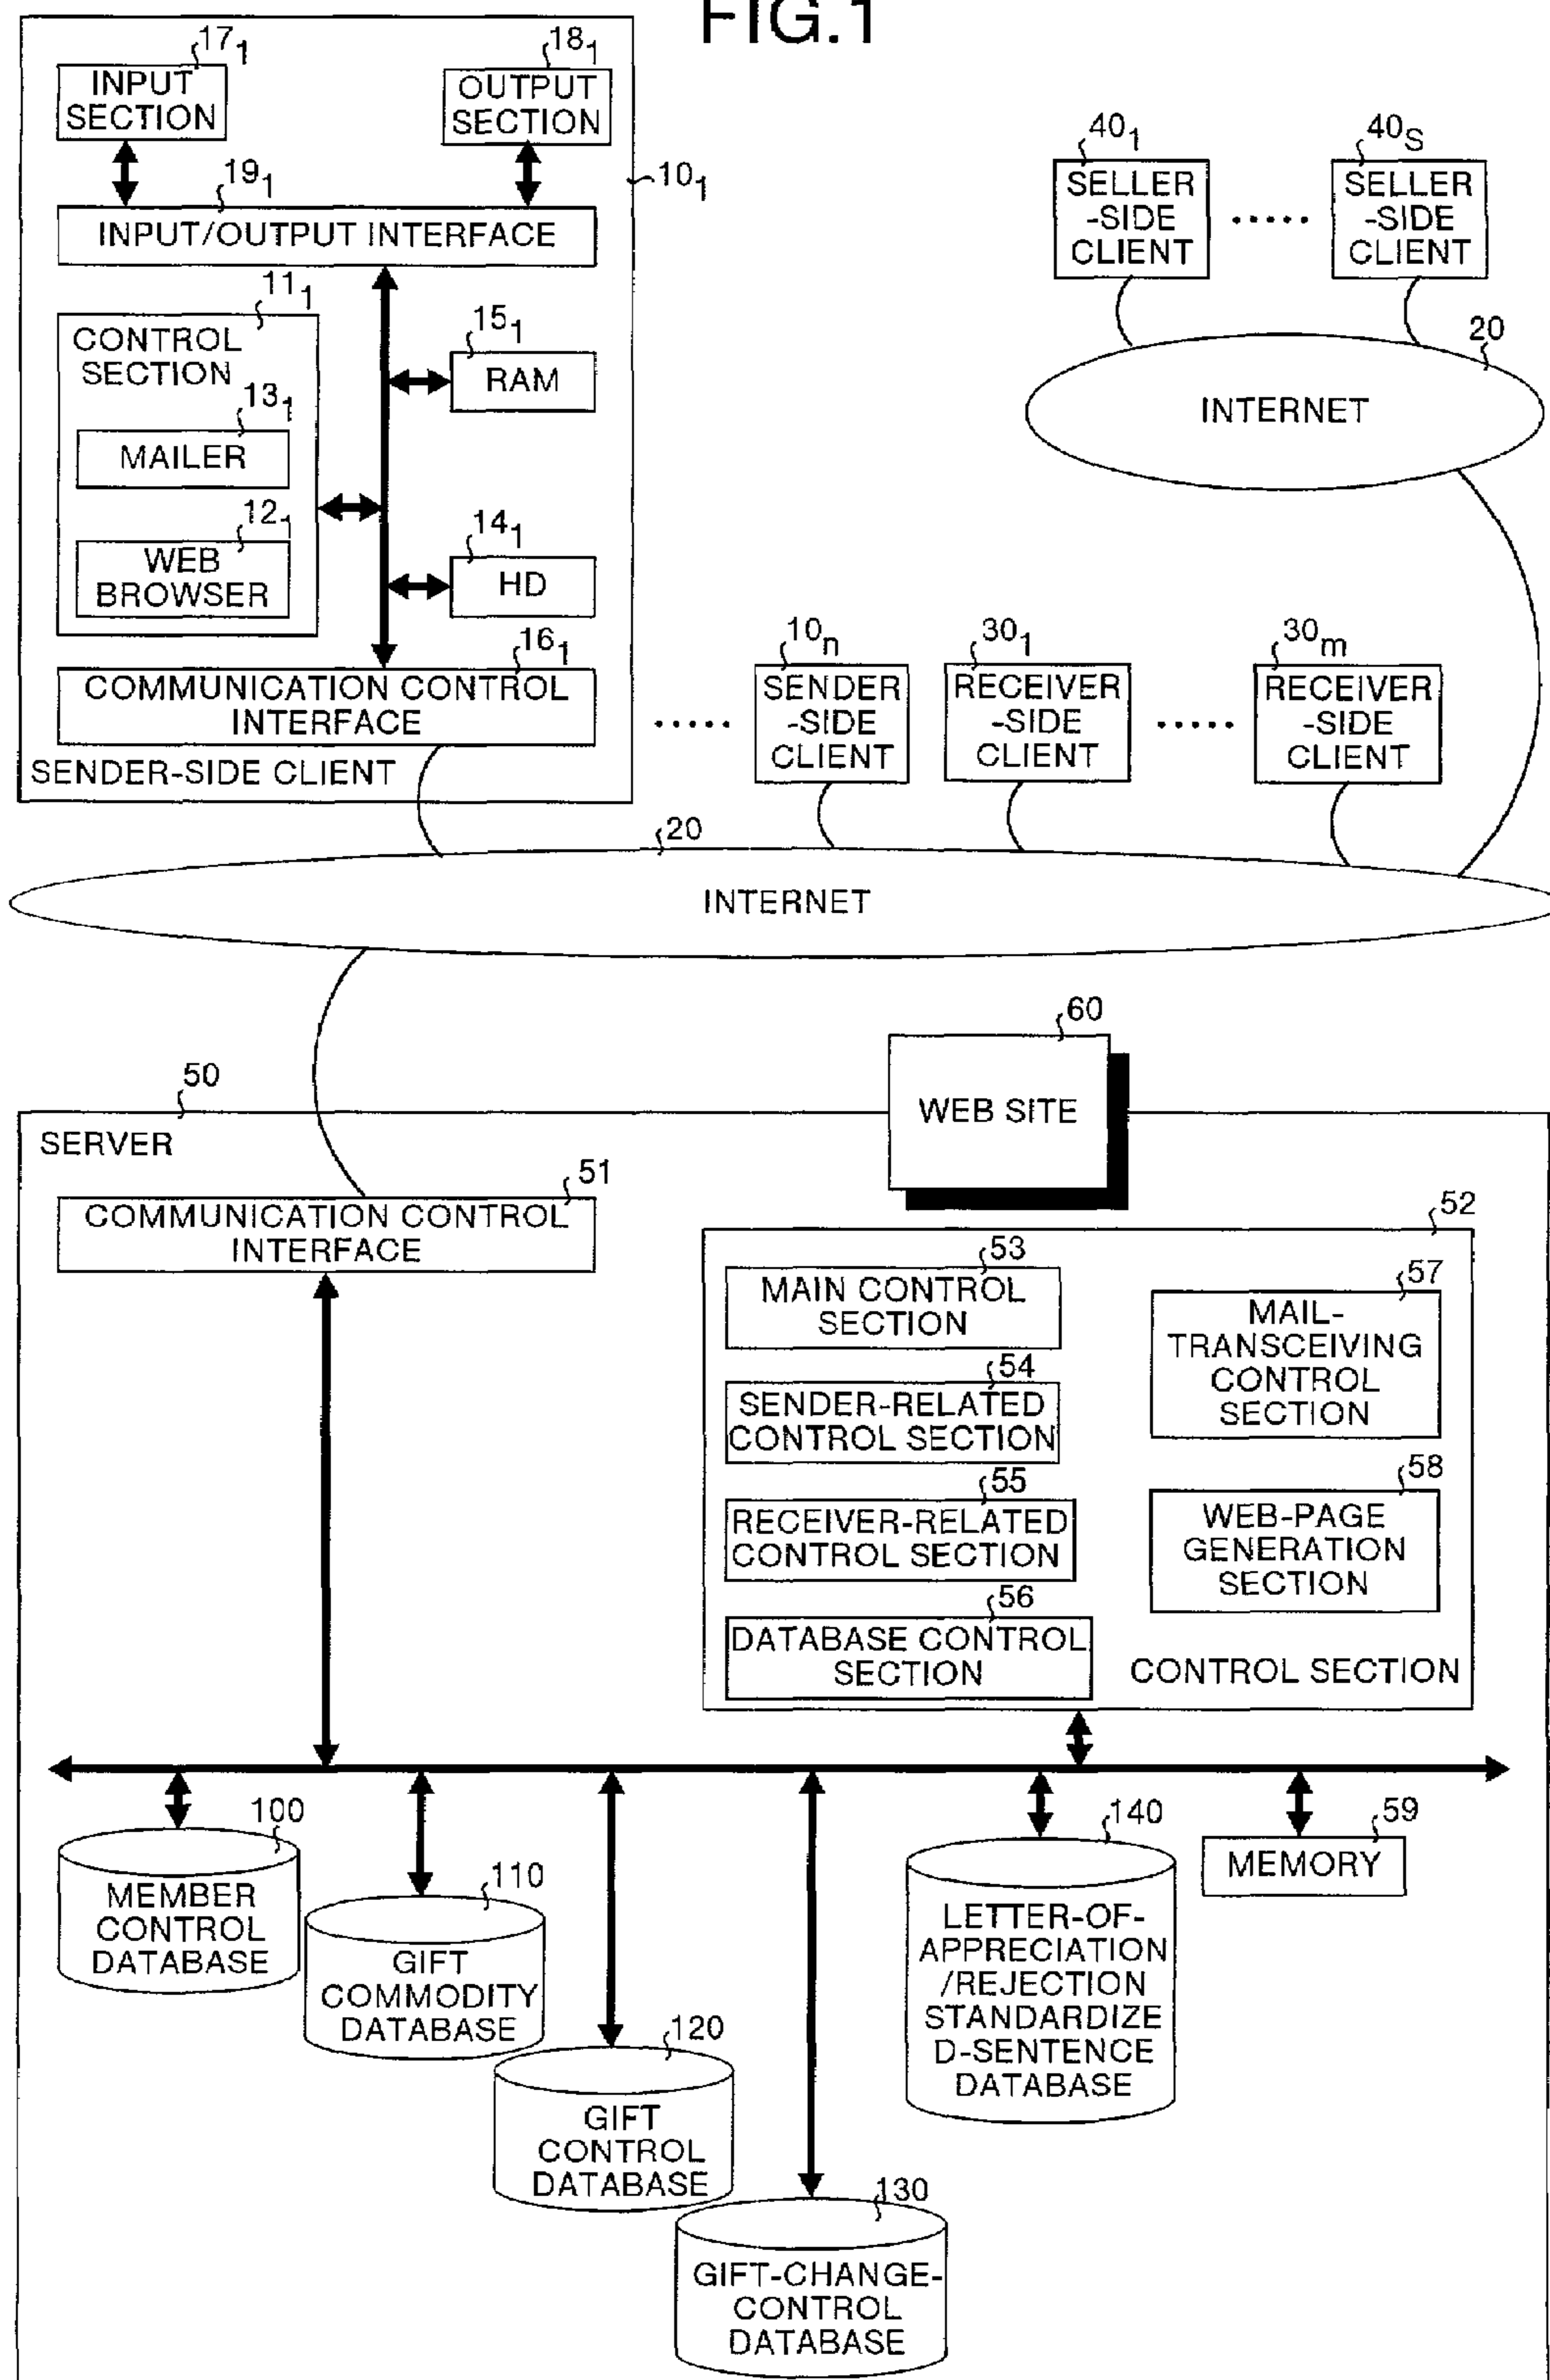 FIG.1
17₁
INPUT
SECTION
18₁
OUTPUT
SECTION
10₁
19₁
INPUT/OUTPUT INTERFACE
11₁
CONTROL
SECTION
13₁
MAILER
12₁
WEB
BROWSER
15₁
RAM
14₁
HD
16₁
COMMUNICATION CONTROL
INTERFACE
SENDER-SIDE CLIENT
40₁
SELLER
-SIDE
CLIENT
.....
40S
SELLER
-SIDE
CLIENT
20
INTERNET
.....
10n
SENDER
-SIDE
CLIENT
30₁
RECEIVER
-SIDE
CLIENT
.....
30m
RECEIVER
-SIDE
CLIENT
20
INTERNET
60
WEB SITE
50
SERVER
51
COMMUNICATION CONTROL
INTERFACE
52
53
MAIN CONTROL
SECTION
54
SENDER-RELATED
CONTROL SECTION
55
RECEIVER-RELATED
CONTROL SECTION
56
DATABASE CONTROL
SECTION
57
MAIL-
TRANSCEIVING
CONTROL
SECTION
58
WEB-PAGE
GENERATION
SECTION
CONTROL SECTION
100
MEMBER
CONTROL
DATABASE
110
GIFT
COMMODITY
DATABASE
120
GIFT
CONTROL
DATABASE
130
GIFT-CHANGE-
CONTROL
DATABASE
140
LETTER-OF-
APPRECIATION
/REJECTION
STANDARDIZE
D-SENTENCE
DATABASE
59
MEMORY